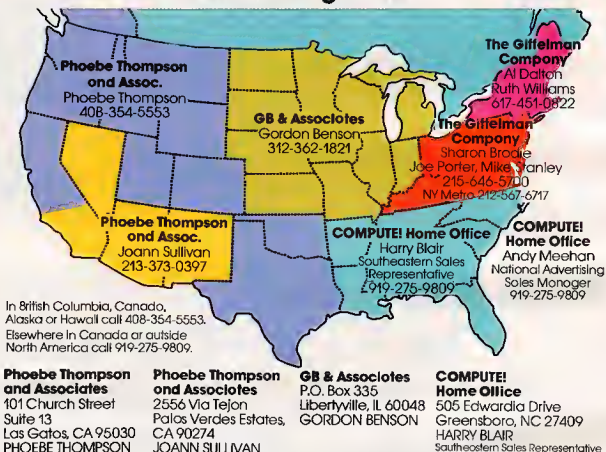 Phoebe Thompson
and Assoc.
Phoebe Thompson
408-354-5553
GB & Associates
Gordon Benson
312-362-1821
The Giffelman
Company
Al Dalton
Ruth Williams
617-451-0822
The Giffelman
Company
Sharon Brodie
Joe Porter, Mike Stanley
215-646-5700
NY Metro 212-567-6717
Phoebe Thompson
and Assoc.
Joann Sullivan
213-373-0397
COMPUTE! Home Office
Harry Blair
Southeastern Sales
Representative
919-275-9809
COMPUTE!
Home Office
Andy Meehan
National Advertising
Sales Manager
919-275-9809
In British Columbia, Canada,
Alaska or Hawaii call 408-354-5553.
Elsewhere in Canada or outside
North America call 919-275-9809.
Phoebe Thompson
and Associates
101 Church Street
Suite 13
Las Gatos, CA 95030
PHOEBE THOMPSON
Phoebe Thompson
and Associates
2556 Via Tejon
Palos Verdes Estates,
CA 90274
JOANN SULLIVAN
GB & Associates
P.O. Box 335
Libertyville, IL 60048
GORDON BENSON
COMPUTE!
Home Office
505 Edwardia Drive
Greensboro, NC 27409
HARRY BLAIR
Southeastern Sales Representative